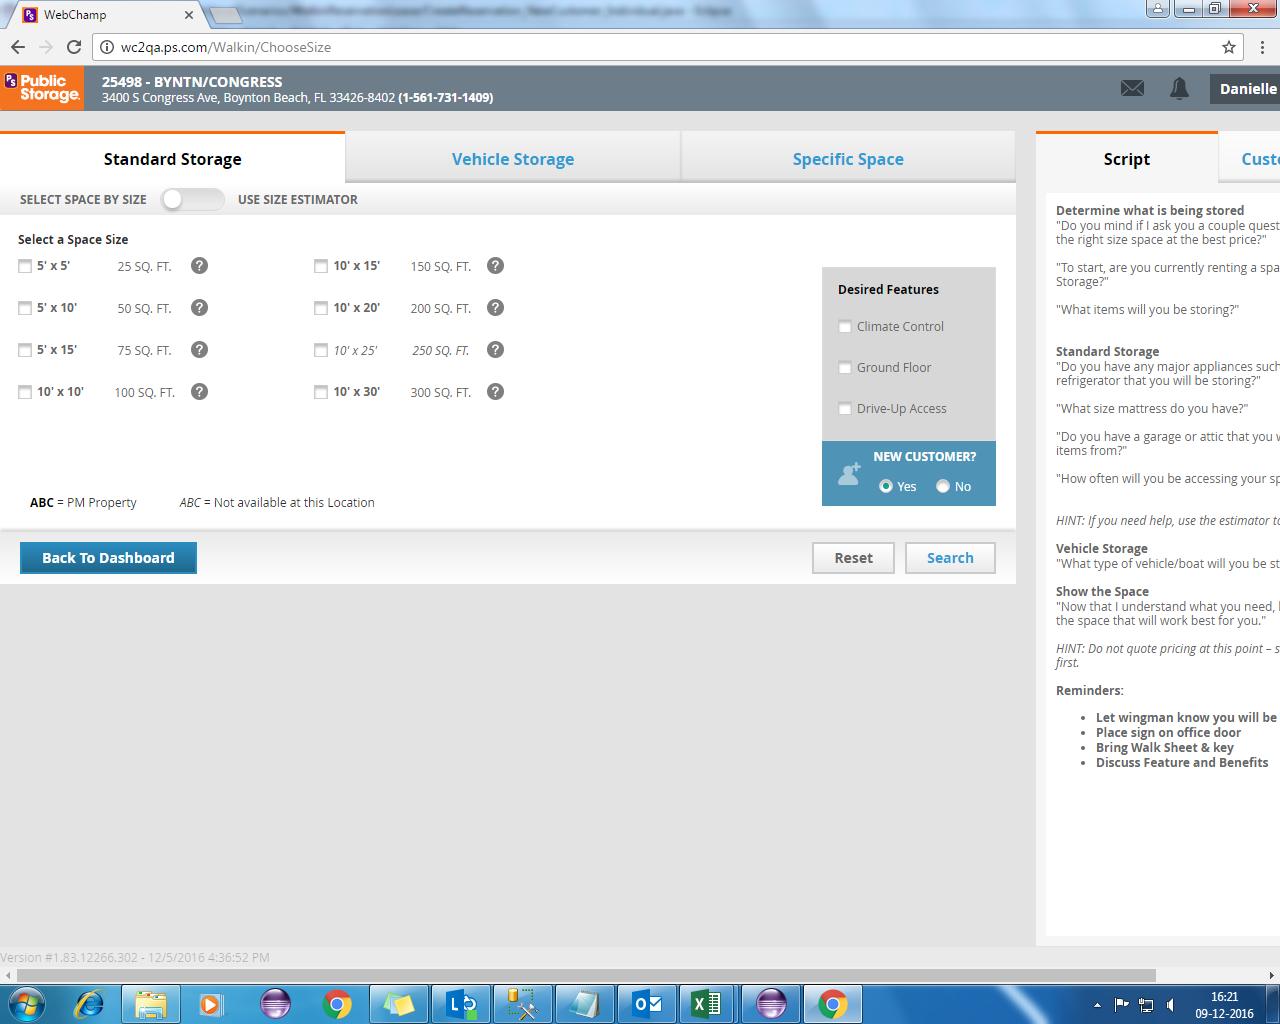 WebChamp
wc2qa.ps.com/Walkin/ChooseSize
PS Public Storage.
25498 - BYNTN/CONGRESS
3400 S Congress Ave, Boynton Beach, FL 33426-8402 (1-561-731-1409)
Danielle
Standard Storage
Vehicle Storage
Specific Space
SELECT SPACE BY SIZE
USE SIZE ESTIMATOR
Select a Space Size
5' x 5' 25 SQ. FT. ?
10' x 15' 150 SQ. FT. ?
5' x 10' 50 SQ. FT. ?
10' x 20' 200 SQ. FT. ?
5' x 15' 75 SQ. FT. ?
10' x 25' 250 SQ. FT. ?
10' x 10' 100 SQ. FT. ?
10' x 30' 300 SQ. FT. ?
Desired Features
Climate Control
Ground Floor
Drive-Up Access
NEW CUSTOMER?
Yes No
ABC = PM Property
ABC = Not available at this Location
Back To Dashboard
Reset
Search
Script
Custo
Determine what is being stored
"Do you mind if I ask you a couple quest
the right size space at the best price?"
"To start, are you currently renting a spa
Storage?"
"What items will you be storing?"
Standard Storage
"Do you have any major appliances such
refrigerator that you will be storing?"
"What size mattress do you have?"
"Do you have a garage or attic that you w
items from?"
"How often will you be accessing your sp
HINT: If you need help, use the estimator to
Vehicle Storage
"What type of vehicle/boat will you be st
Show the Space
"Now that I understand what you need, l
the space that will work best for you."
HINT: Do not quote pricing at this point – s
first.
Reminders:
• Let wingman know you will be
• Place sign on office door
• Bring Walk Sheet & key
• Discuss Feature and Benefits
Version #1.83.12266.302 - 12/5/2016 4:36:52 PM
16:21
09-12-2016